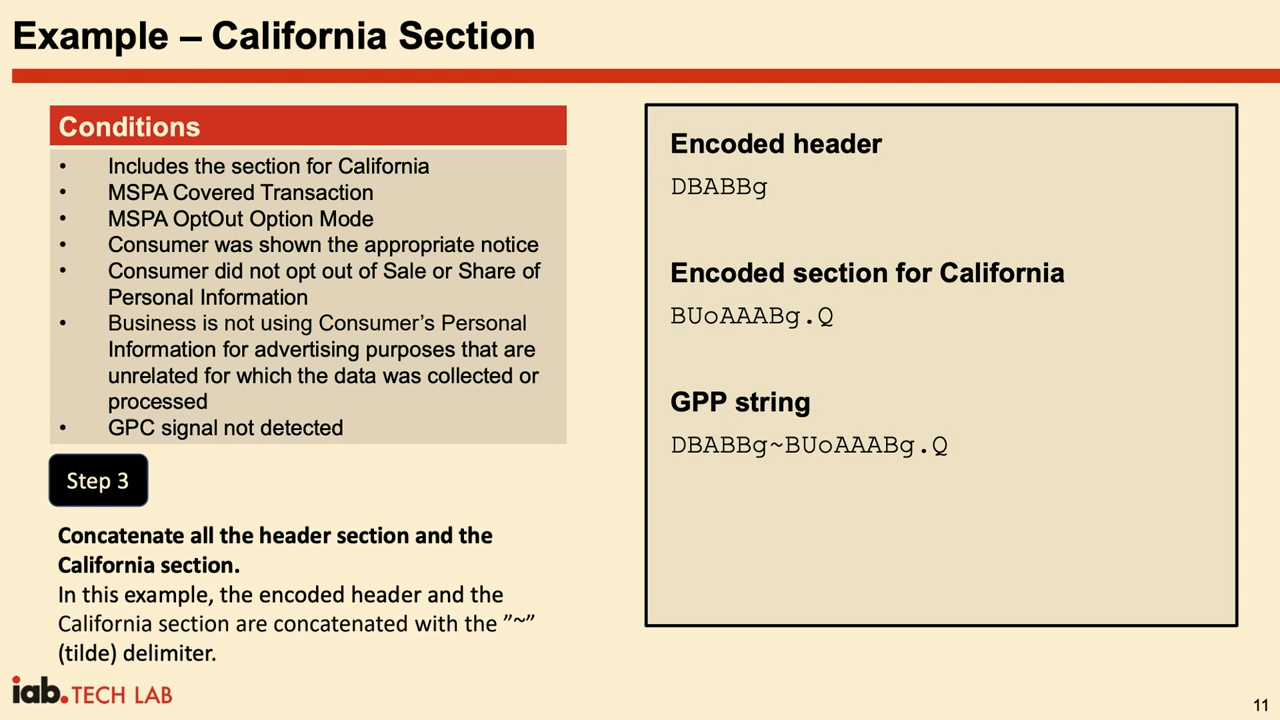 Example – California Section
Conditions
• Includes the section for California
• MSPA Covered Transaction
• MSPA OptOut Option Mode
• Consumer was shown the appropriate notice
• Consumer did not opt out of Sale or Share of
Personal Information
• Business is not using Consumer’s Personal
Information for advertising purposes that are
unrelated for which the data was collected or
processed
• GPC signal not detected
Step 3
Concatenate all the header section and the
California section.
In this example, the encoded header and the
California section are concatenated with the ”~”
(tilde) delimiter.
Encoded header
DBABBg
Encoded section for California
BUoAAABg.Q
GPP string
DBABBg~BUoAAABg.Q
iab.TECH LAB
11